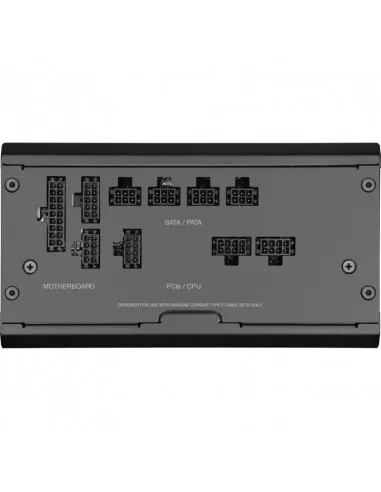 SATA / PATA
MOTHERBOARD
PCIe / CPU
DESIGNED FOR USE WITH GENUINE CORSAIR TYPE 5 CABLE SETS ONLY